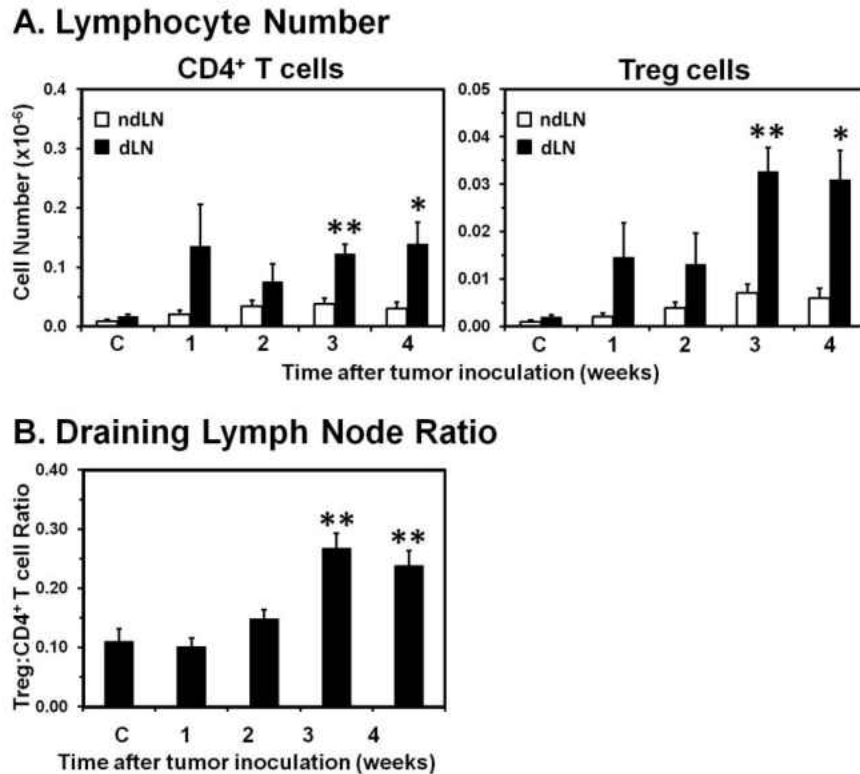 A. Lymphocyte Number
CD4⁺ T cells
Treg cells
Cell Number (x10⁻⁶)
0.4
0.3
0.2
0.1
0.0
ndLN
dLN
**
*
C 1 2 3 4
0.05
0.04
0.03
0.02
0.01
0.00
ndLN
dLN
**
*
C 1 2 3 4
Time after tumor inoculation (weeks)
B. Draining Lymph Node Ratio
Treg:CD4⁺ T cell Ratio
0.40
0.30
0.20
0.10
0.00
**
**
C 1 2 3 4
Time after tumor inoculation (weeks)